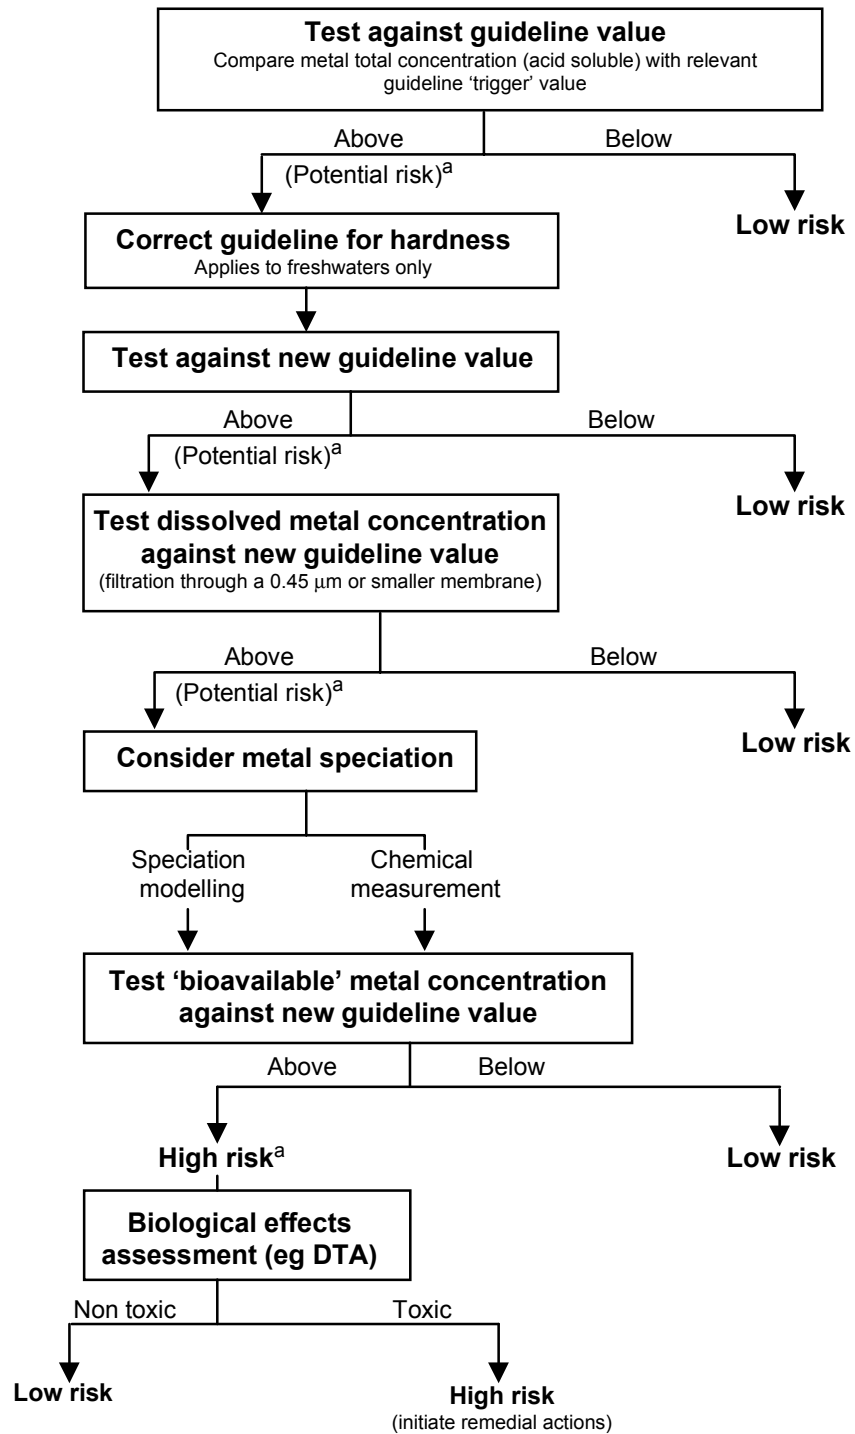 Test against guideline value
Compare metal total concentration (acid soluble) with relevant
guideline ‘trigger’ value
Above
Below
(Potential risk)a
Low risk
Correct guideline for hardness
Applies to freshwaters only
Test against new guideline value
Above
Below
(Potential risk)a
Low risk
Test dissolved metal concentration
against new guideline value
(filtration through a 0.45 μm or smaller membrane)
Above
Below
(Potential risk)a
Low risk
Consider metal speciation
Speciation
modelling
Chemical
measurement
Test ‘bioavailable’ metal concentration
against new guideline value
Above
Below
High riska
Low risk
Biological effects
assessment (eg DTA)
Non toxic
Toxic
Low risk
High risk
(initiate remedial actions)